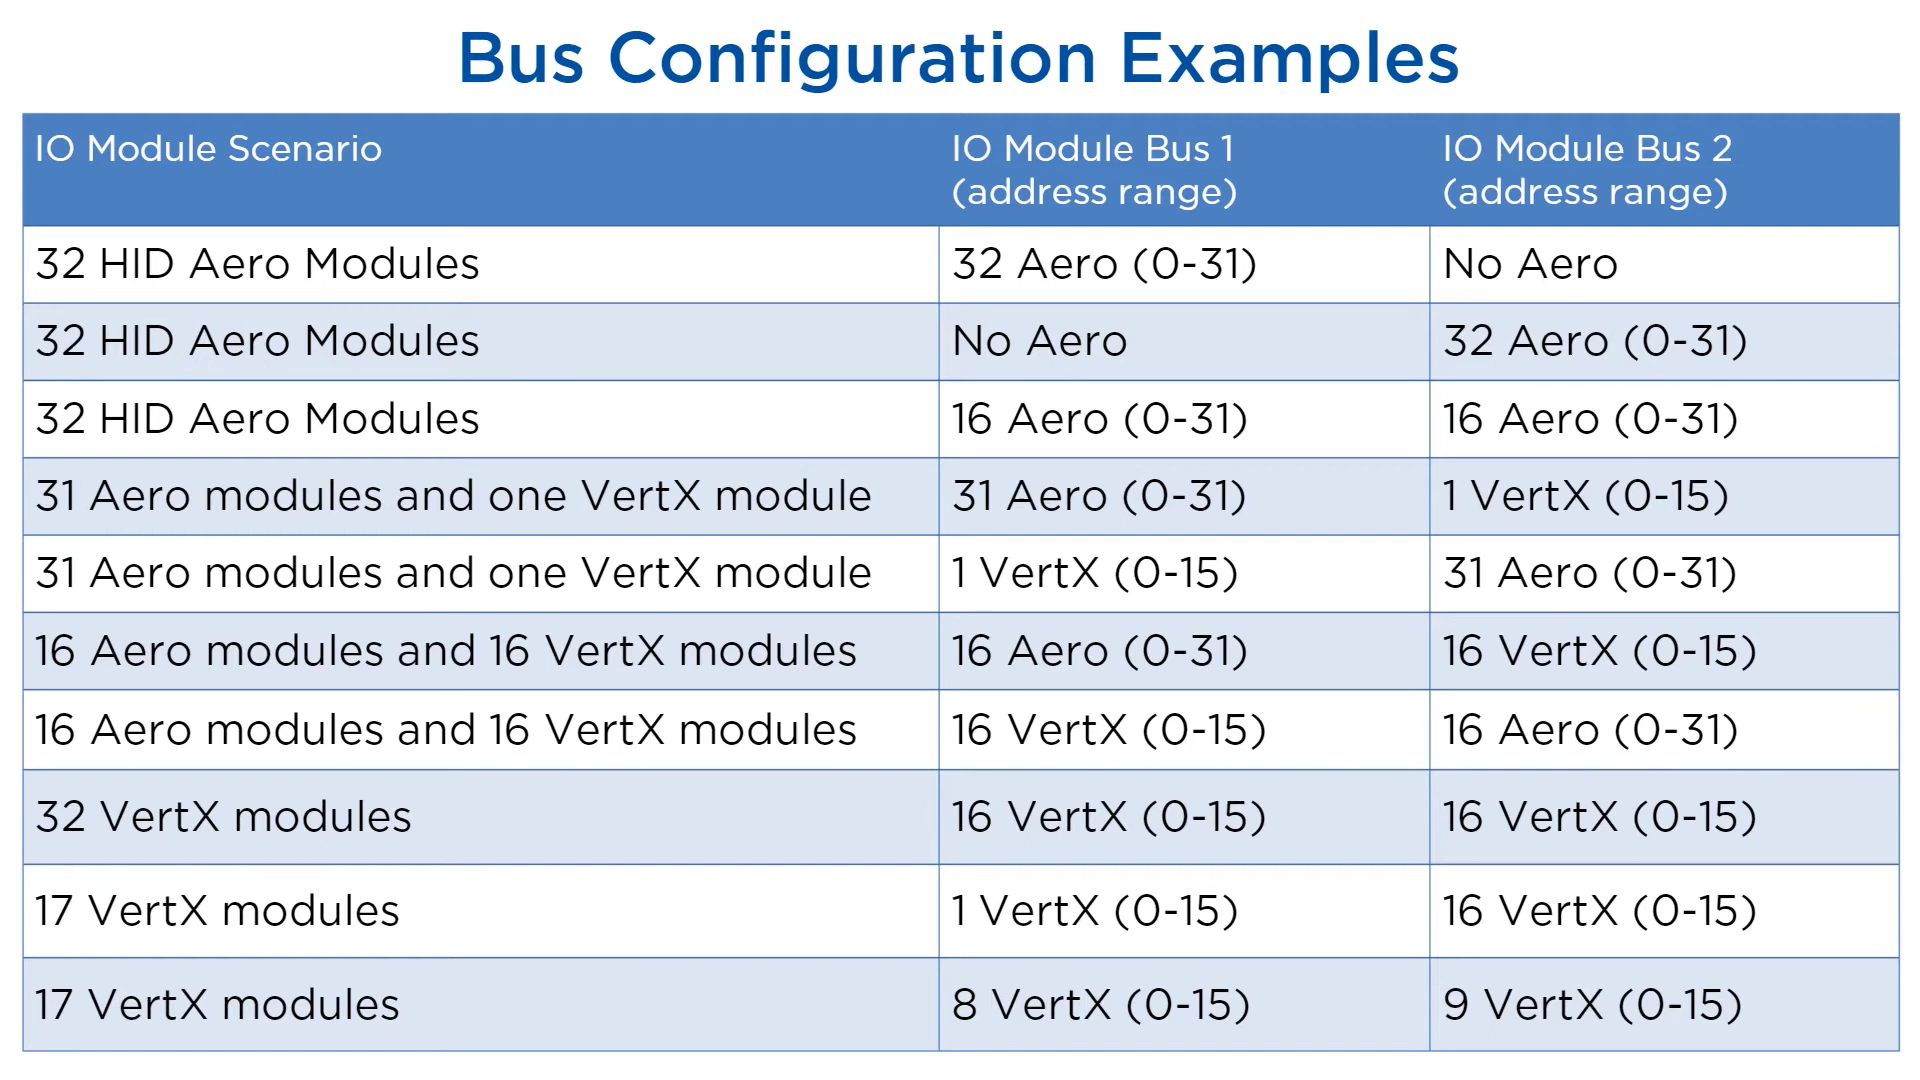 Bus Configuration Examples
IO Module Scenario
IO Module Bus 1
(address range)
IO Module Bus 2
(address range)
32 HID Aero Modules
32 Aero (0-31)
No Aero
32 HID Aero Modules
No Aero
32 Aero (0-31)
32 HID Aero Modules
16 Aero (0-31)
16 Aero (0-31)
31 Aero modules and one VertX module
31 Aero (0-31)
1 VertX (0-15)
31 Aero modules and one VertX module
1 VertX (0-15)
31 Aero (0-31)
16 Aero modules and 16 VertX modules
16 Aero (0-31)
16 VertX (0-15)
16 Aero modules and 16 VertX modules
16 VertX (0-15)
16 Aero (0-31)
32 VertX modules
16 VertX (0-15)
16 VertX (0-15)
17 VertX modules
1 VertX (0-15)
16 VertX (0-15)
17 VertX modules
8 VertX (0-15)
9 VertX (0-15)